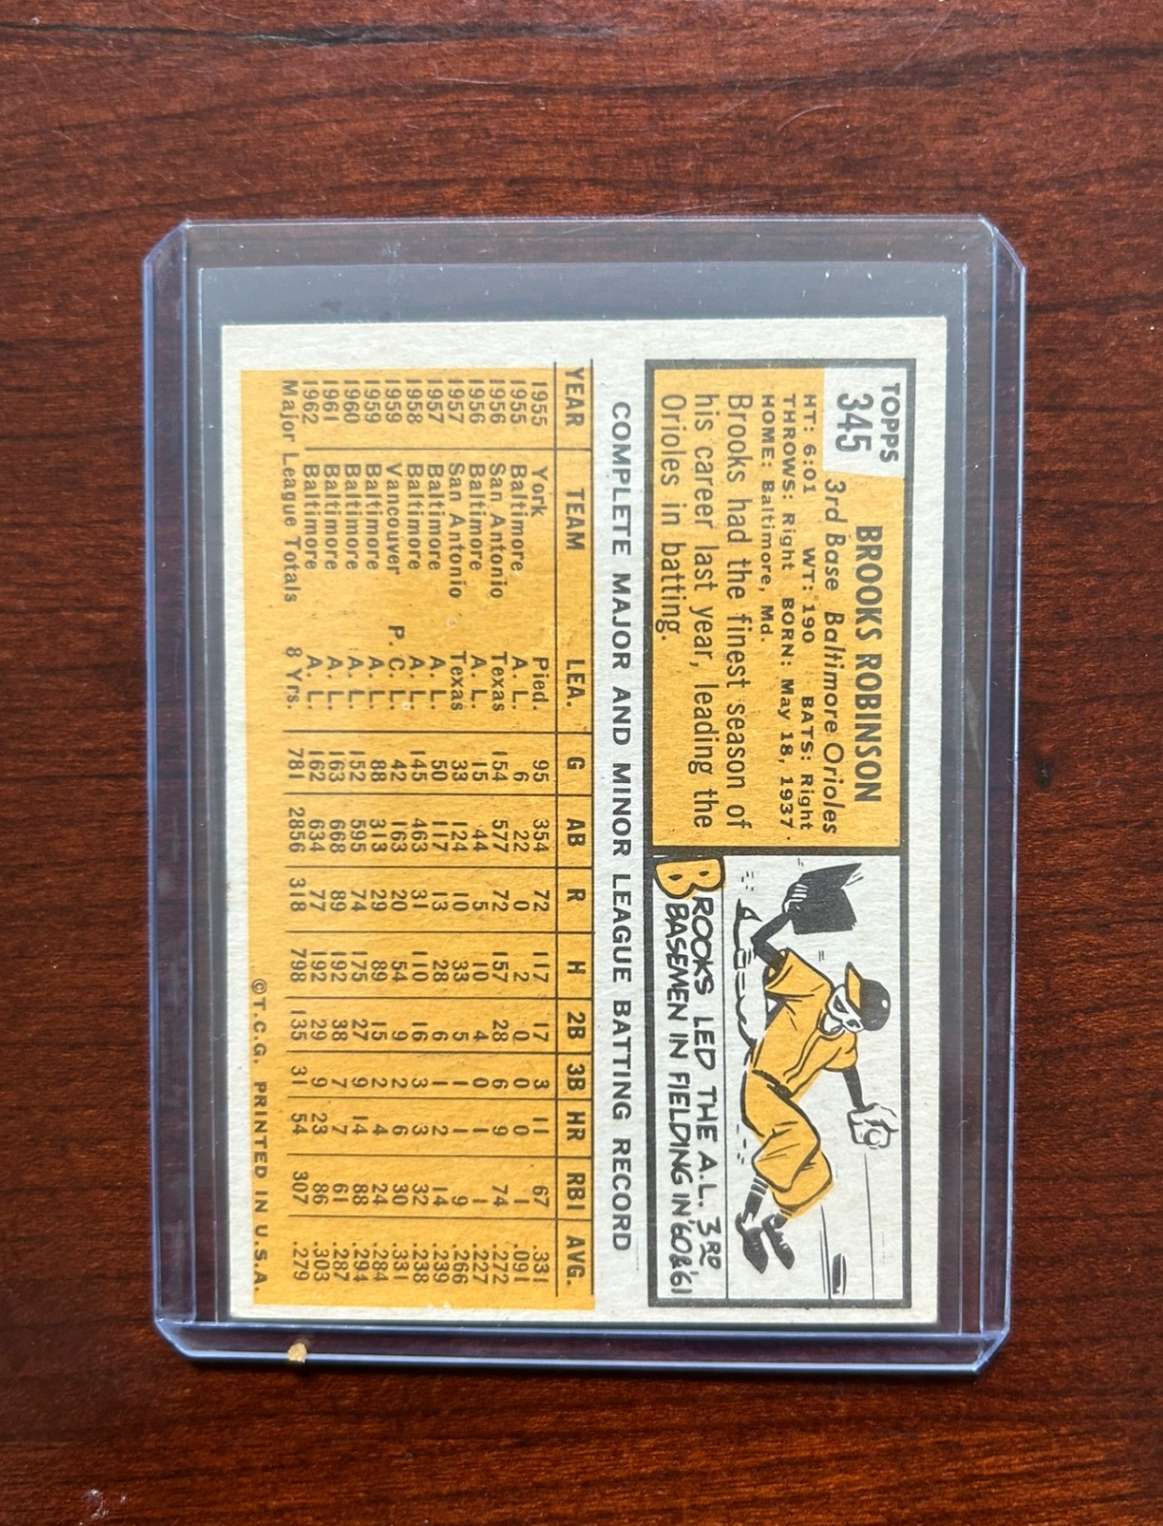 TOPPS
345
BROOKS ROBINSON
3rd Base Baltimore Orioles
HT: 6:01 WT: 190 BATS: Right
THROWS: Right BORN: May 18, 1937
HOME: Baltimore, Md.
Brooks had the finest season of
his career last year, leading the
Orioles in batting.
BROOKS LED THE A.L. 3RD
BASEMEN IN FIELDING IN '60 & '61
COMPLETE MAJOR AND MINOR LEAGUE BATTING RECORD
YEAR TEAM LEA. G AB R H 2B 3B HR RBI AVG.
1955 York Pied. 95 354 72 117 17 3 11 67 .331
1955 Baltimore A. L. 6 22 0 2 0 0 0 1 .091
1956 San Antonio Texas 154 577 72 157 28 6 9 74 .272
1956 Baltimore A. L. 15 44 5 10 4 0 1 1 .227
1957 San Antonio Texas 33 124 10 33 5 1 1 9 .266
1957 Baltimore A. L. 50 117 13 28 6 1 2 14 .239
1958 Baltimore A. L. 145 463 31 110 16 3 3 32 .238
1959 Vancouver P. C. L. 42 163 20 54 9 2 6 30 .331
1959 Baltimore A. L. 88 313 29 89 15 2 4 24 .284
1960 Baltimore A. L. 152 595 74 175 27 9 14 88 .294
1961 Baltimore A. L. 163 668 89 192 38 7 7 61 .287
1962 Baltimore A. L. 162 634 77 192 29 9 23 86 .303
Major League Totals 8 Yrs. 781 2856 318 798 135 31 54 307 .279
©T.C.G. PRINTED IN U.S.A.